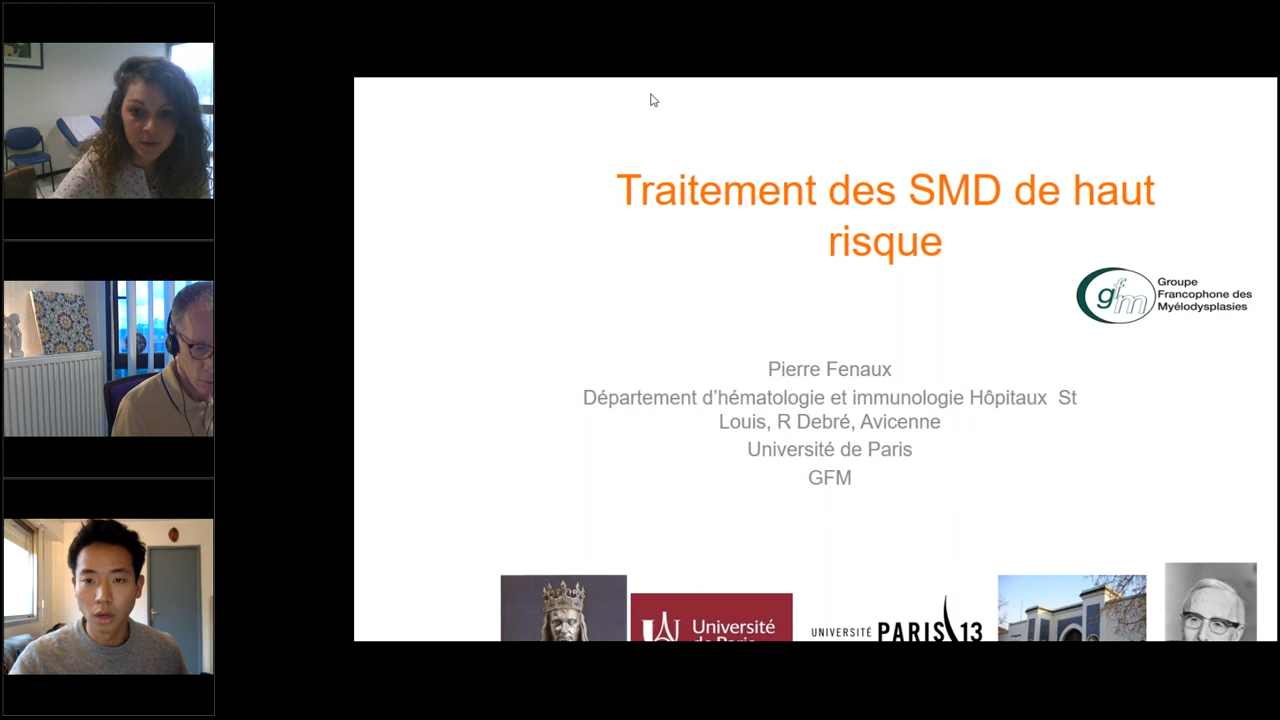 Traitement des SMD de haut
risque
gfm
Groupe
Francophone des
Myélodysplasies
Pierre Fenaux
Département d'hématologie et immunologie Hôpitaux St
Louis, R Debré, Avicenne
Université de Paris
GFM
Université
de Paris
UNIVERSITÉ PARIS 13